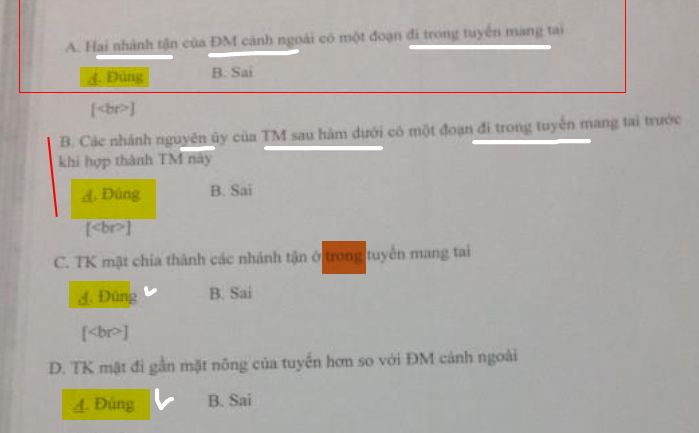 A. Hai nhánh tận của ĐM cảnh ngoài có một đoạn đi trong tuyến mang tai
A. Đúng B. Sai
[<br>]
B. Các nhánh nguyên ủy của TM sau hàm dưới có một đoạn đi trong tuyến mang tai trước
khi hợp thành TM này
A. Đúng B. Sai
[<br>]
C. TK mặt chia thành các nhánh tận ở trong tuyến mang tai
A. Đúng B. Sai
[<br>]
D. TK mặt đi gần mặt nông của tuyến hơn so với ĐM cảnh ngoài
A. Đúng B. Sai